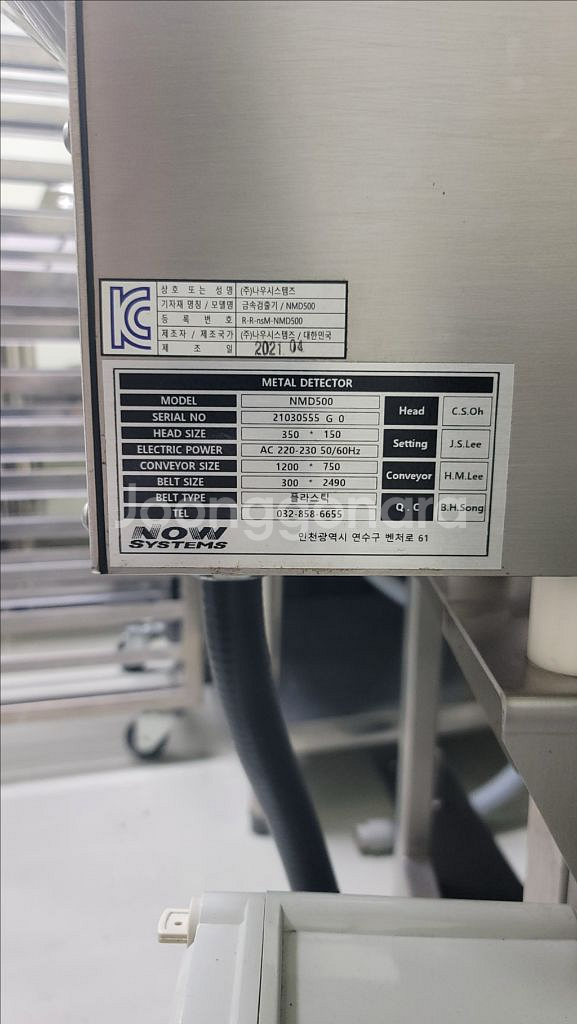 KC
상 호 또 는 성 명 (주)나우시스템즈
기자재 명칭 / 모델명 금속검출기 / NMD500
등 록 번 호 R-R-nsM-NMD500
제조자 / 제조국가 (주)나우시스템즈 / 대한민국
제 조 일 2021 04
METAL DETECTOR
MODEL NMD500 Head C.S.Oh
SERIAL NO 21030555 G 0
HEAD SIZE 350 * 150 Setting J.S.Lee
ELECTRIC POWER AC 220-230 50/60Hz
CONVEYOR SIZE 1200 * 750 Conveyor H.M.Lee
BELT SIZE 300 * 2490
BELT TYPE 플라스틱 Q . C B.H.Song
TEL 032-858-6655
Joonggonara
NOW SYSTEMS 인천광역시 연수구 벤처로 61